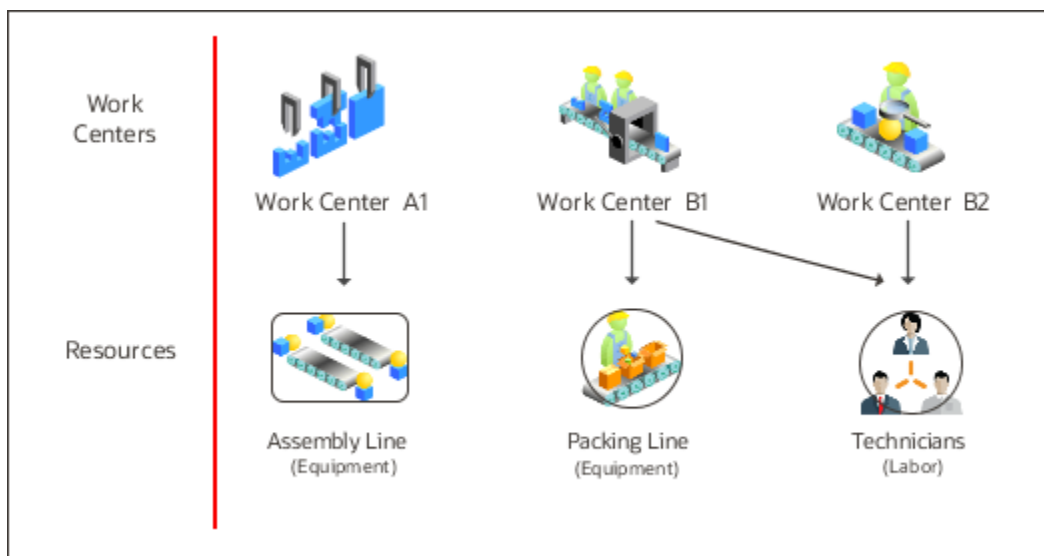 Work
Centers
Work Center A1
Work Center B1
Work Center B2
Resources
Assembly Line
(Equipment)
Packing Line
(Equipment)
Technicians
(Labor)